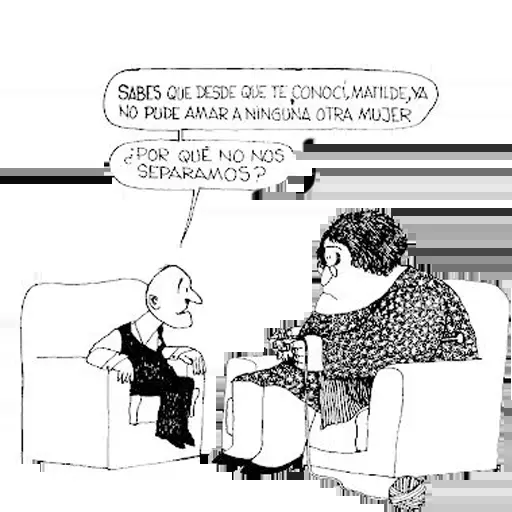 SABES QUE DESDE QUE TE CONOCÍ, MATILDE, YA
NO PUDE AMAR A NINGUNA OTRA MUJER
¿POR QUÉ NO NOS
SEPARAMOS?